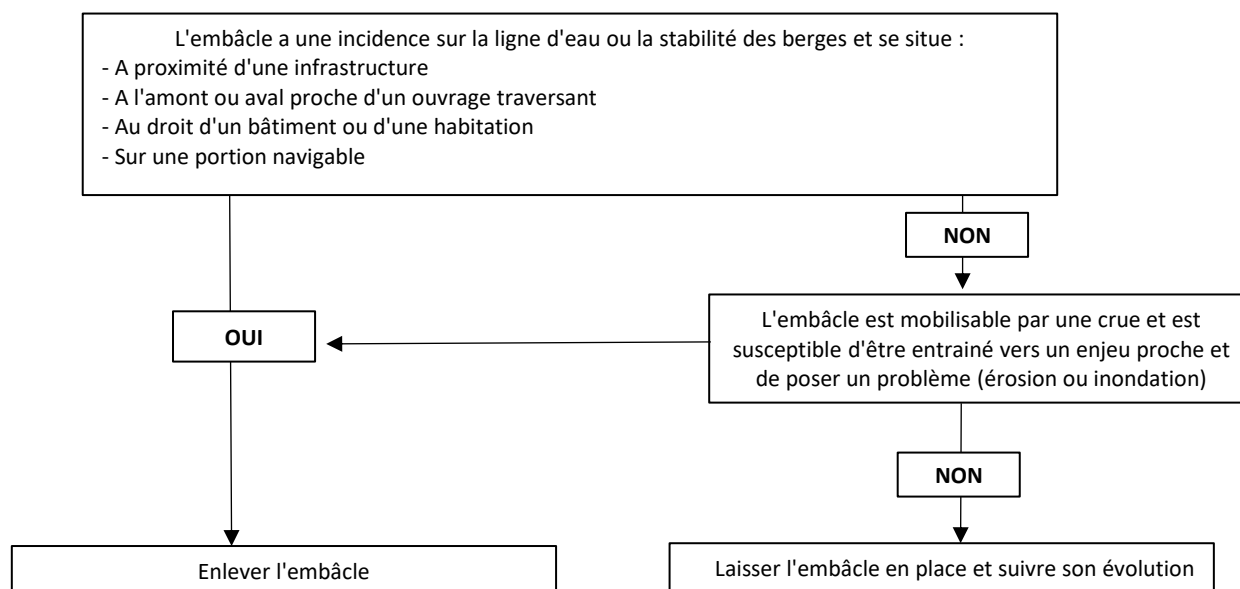 L'embâcle a une incidence sur la ligne d'eau ou la stabilité des berges et se situe :
- A proximité d'une infrastructure
- A l'amont ou aval proche d'un ouvrage traversant
- Au droit d'un bâtiment ou d'une habitation
- Sur une portion navigable
NON
OUI
L'embâcle est mobilisable par une crue et est
susceptible d'être entrainé vers un enjeu proche et
de poser un problème (érosion ou inondation)
NON
Enlever l'embâcle
Laisser l'embâcle en place et suivre son évolution